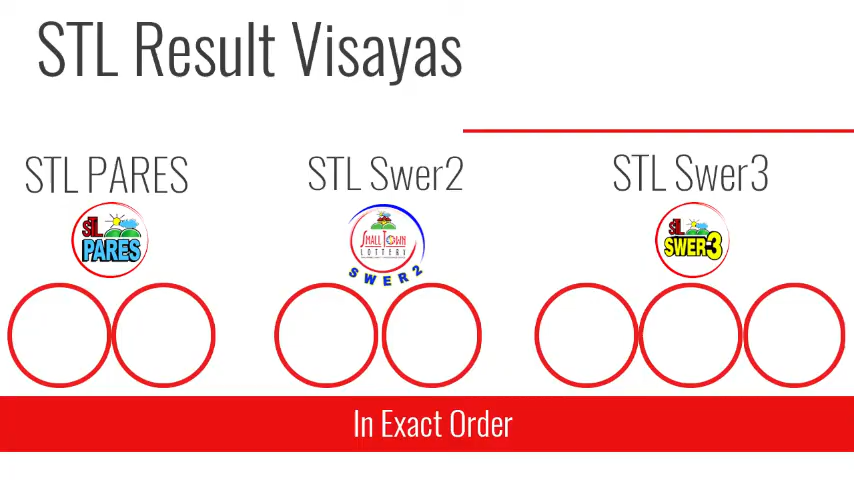 STL Result Visayas
STL PARES
STL Swer2
STL Swer3
STL
PARES
SMALL TOWN
LOTTERY
SWER2
STL
SWER3
In Exact Order